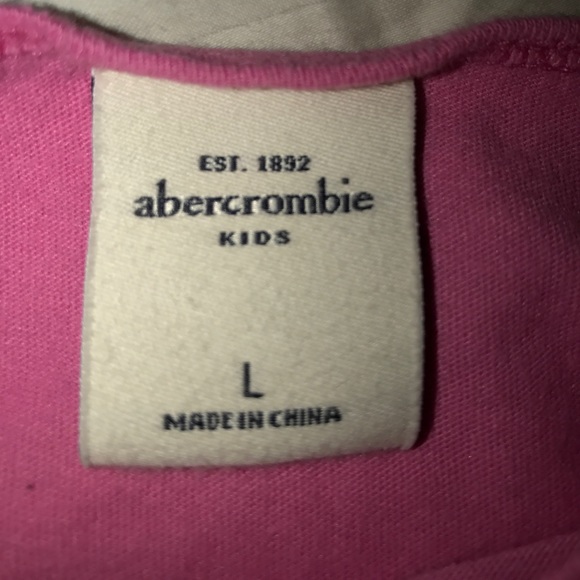 EST. 1892
abercrombie
KIDS
L
MADE IN CHINA